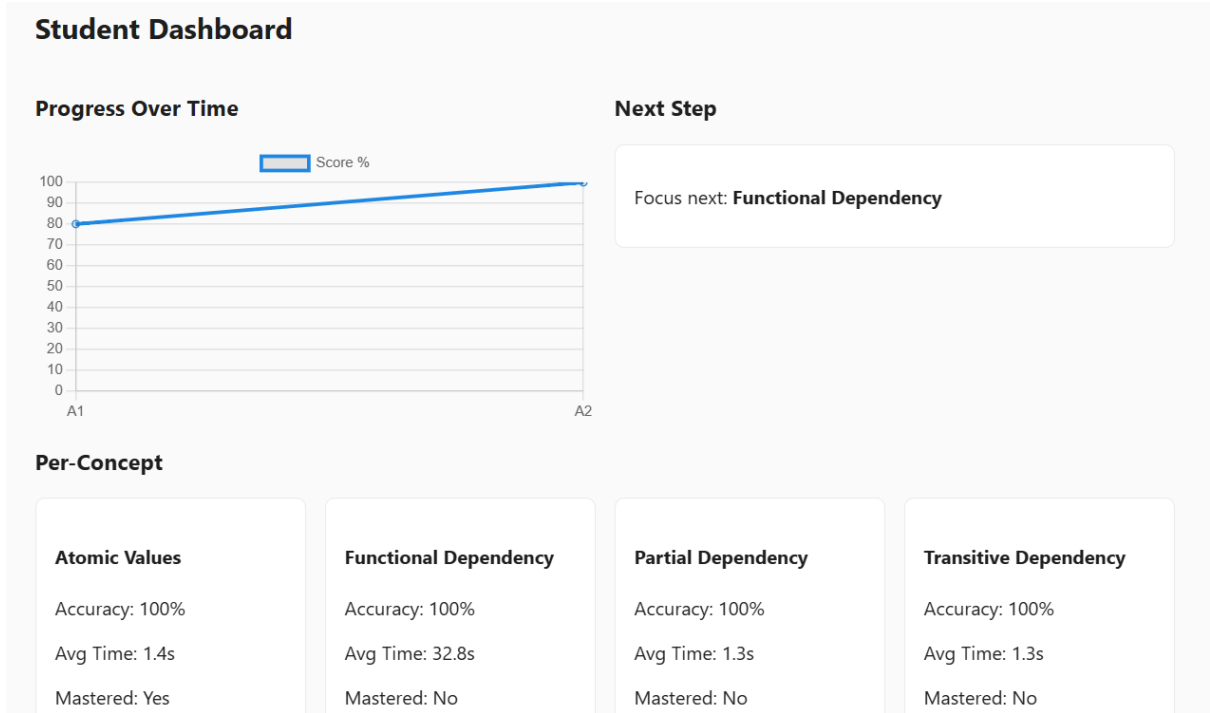 Student Dashboard
Progress Over Time
Score %
100
90
80
70
60
50
40
30
20
10
0
A1 A2
Next Step
Focus next: Functional Dependency
Per-Concept
Atomic Values
Accuracy: 100%
Avg Time: 1.4s
Mastered: Yes
Functional Dependency
Accuracy: 100%
Avg Time: 32.8s
Mastered: No
Partial Dependency
Accuracy: 100%
Avg Time: 1.3s
Mastered: No
Transitive Dependency
Accuracy: 100%
Avg Time: 1.3s
Mastered: No